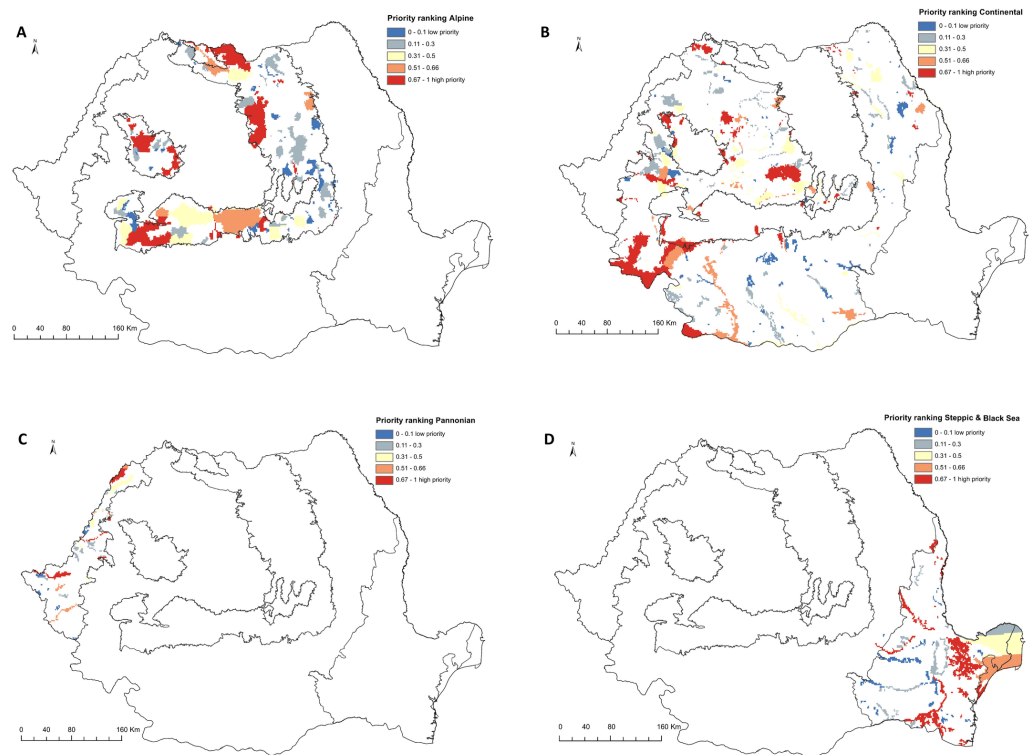 A
N
Priority ranking Alpine
0 - 0.1 low priority
0.11 - 0.3
0.31 - 0.5
0.51 - 0.66
0.67 - 1 high priority
0 40 80 160 Km
B
N
Priority ranking Continental
0 - 0.1 low priority
0.11 - 0.3
0.31 - 0.5
0.51 - 0.66
0.67 - 1 high priority
0 40 80 160 Km
C
N
Priority ranking Pannonian
0 - 0.1 low priority
0.11 - 0.3
0.31 - 0.5
0.51 - 0.66
0.67 - 1 high priority
0 40 80 160 Km
D
N
Priority ranking Steppic & Black Sea
0 - 0.1 low priority
0.11 - 0.3
0.31 - 0.5
0.51 - 0.66
0.67 - 1 high priority
0 40 80 160 Km